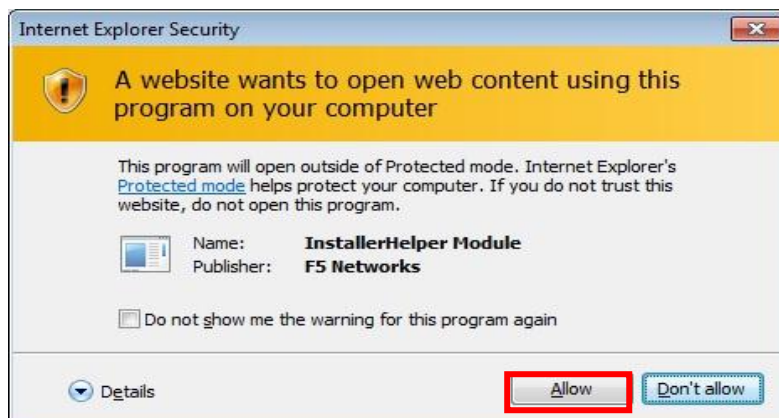 Internet Explorer Security
A website wants to open web content using this
program on your computer
This program will open outside of Protected mode. Internet Explorer's
Protected mode helps protect your computer. If you do not trust this
website, do not open this program.
Name: InstallerHelper Module
Publisher: F5 Networks
Do not show me the warning for this program again
Details
Allow
Don't allow